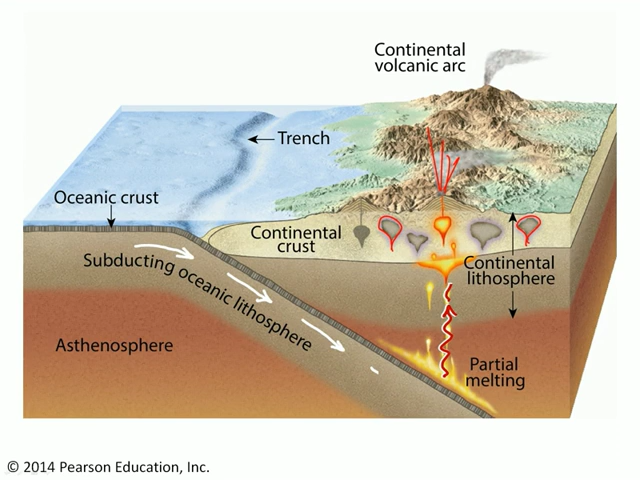 Continental
volcanic arc
Trench
Oceanic crust
Continental
crust
Subducting oceanic lithosphere
Continental
lithosphere
Asthenosphere
Partial
melting
© 2014 Pearson Education, Inc.